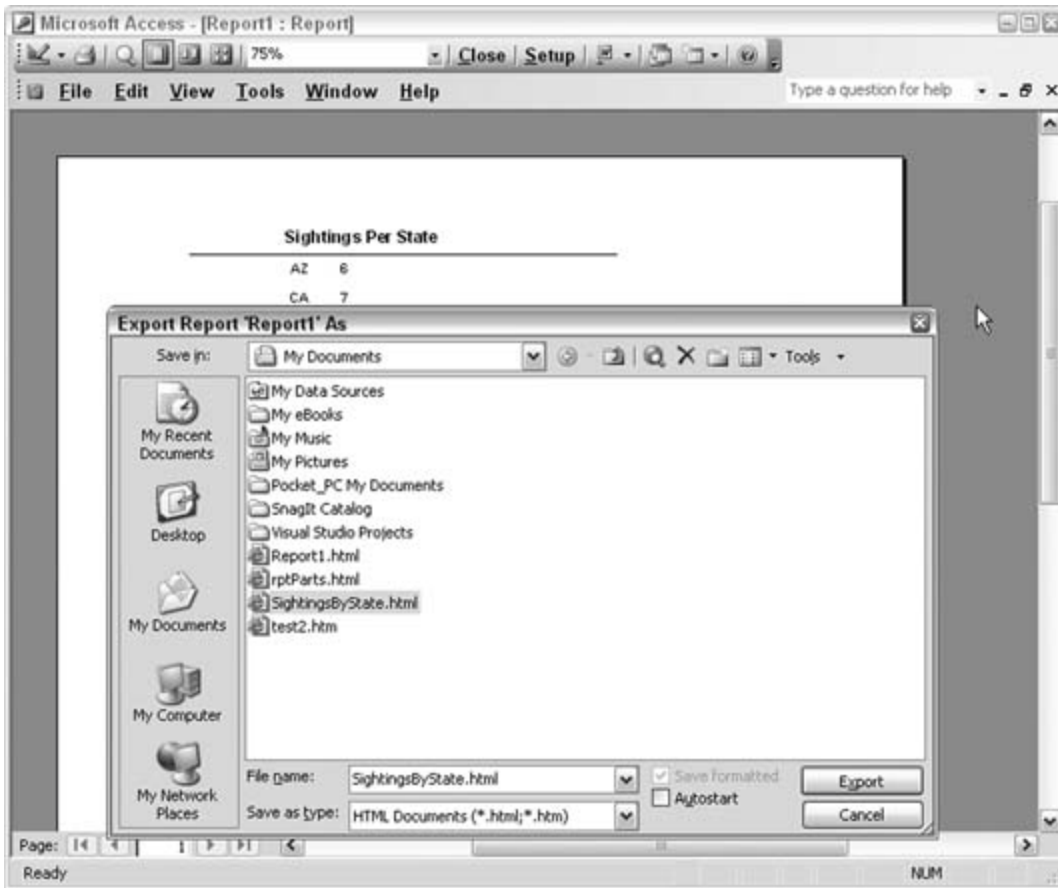 Microsoft Access - [Report1 : Report]
75%
Close
Setup
File Edit View Tools Window Help
Type a question for help
Sightings Per State
AZ 6
CA 7
Export Report 'Report1' As
Save in:
My Documents
Tools
My Recent Documents
Desktop
My Documents
My Computer
My Network Places
My Data Sources
My eBooks
My Music
My Pictures
Pocket_PC My Documents
SnagIt Catalog
Visual Studio Projects
Report1.html
rptParts.html
SightingsByState.html
test2.htm
File name:
SightingsByState.html
Save as type:
HTML Documents (*.html;*.htm)
Save formatted
Autostart
Export
Cancel
Page:
1
Ready
NUM